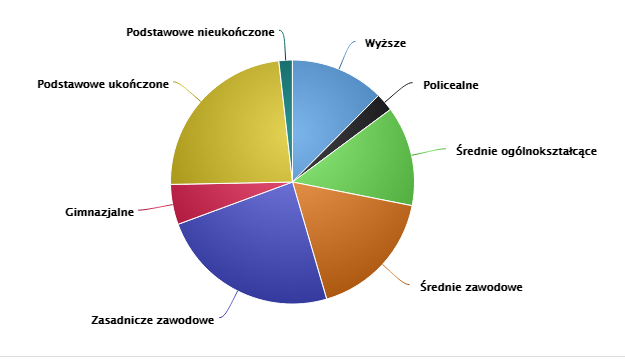 Podstawowe nieukończone
Wyższe
Podstawowe ukończone
Policealne
Średnie ogólnokształcące
Gimnazjalne
Średnie zawodowe
Zasadnicze zawodowe